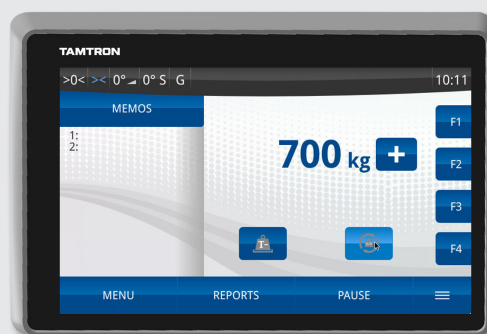 TAMTRON
>0< >< 0° 0° S G 10:11
MEMOS
1:
2:
700 kg +
F1
F2
F3
F4
T-
MENU REPORTS PAUSE